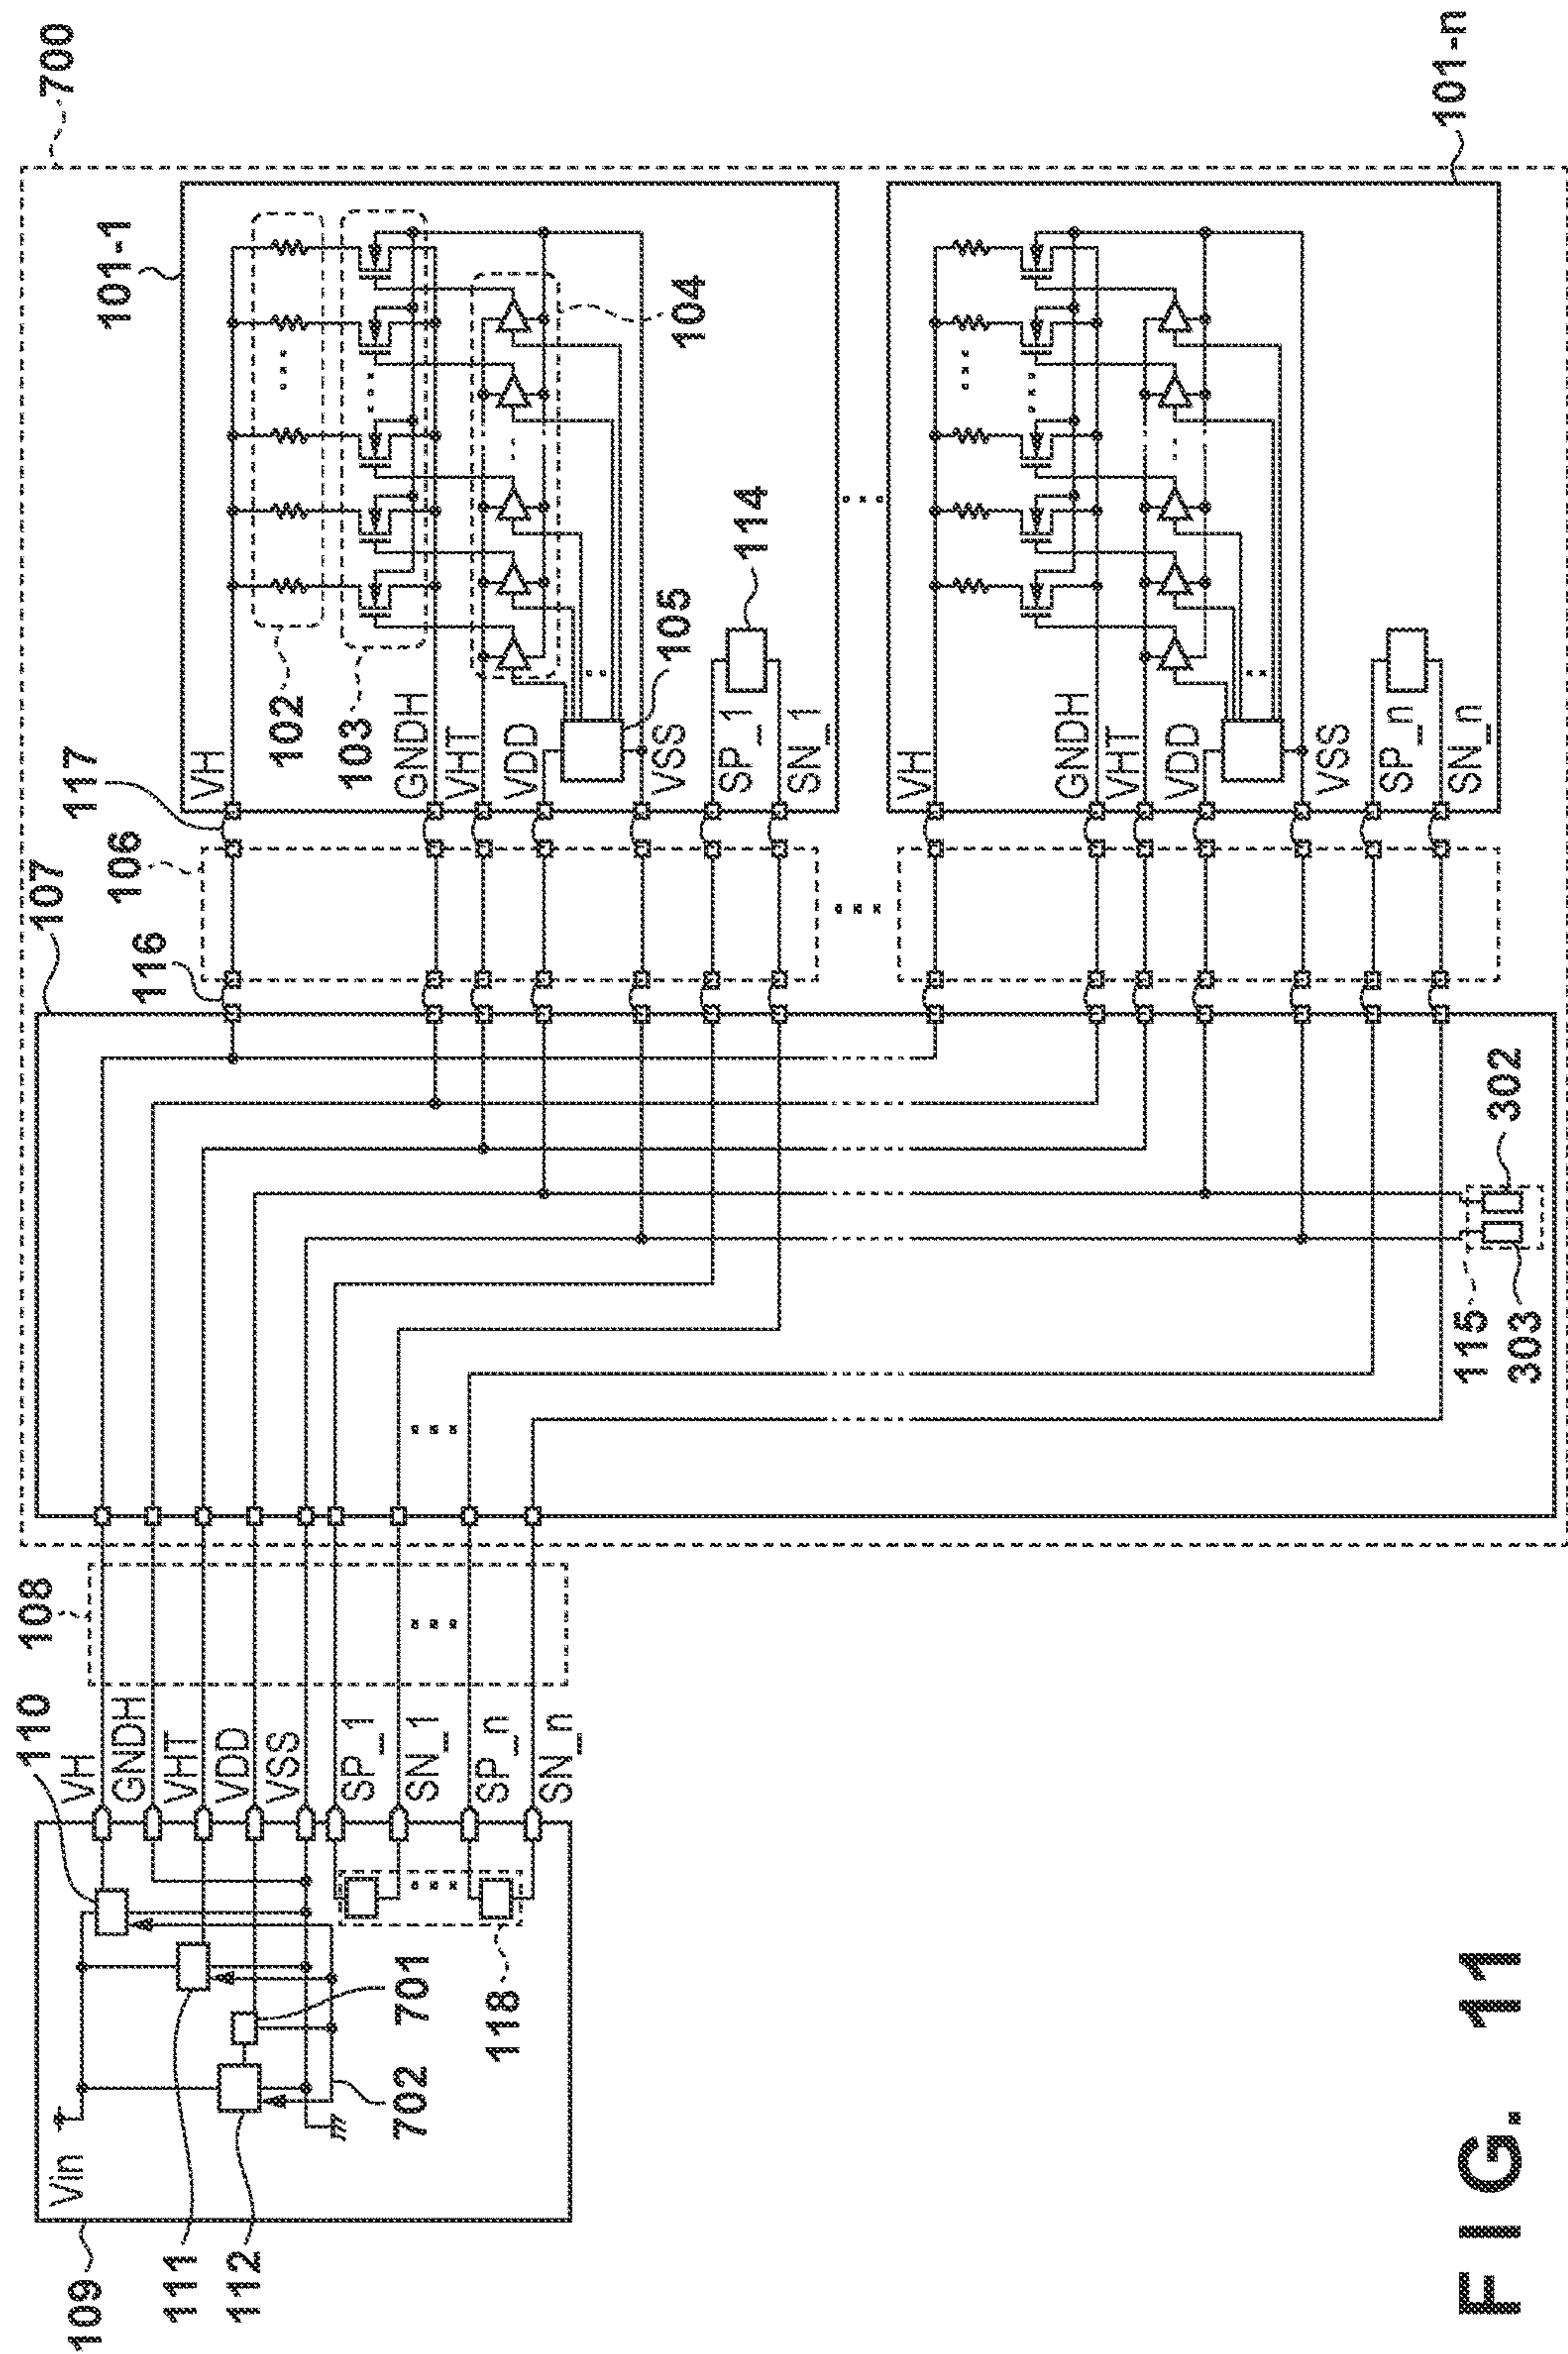 700
101-1
101-n
107
106
117
116
VH
102
103
GNDH
VHT
VDD
105
VSS
104
114
SP_1
SN_1
VH
GNDH
VHT
VDD
VSS
SP_n
SN_n
302
115
303
108
110
VH
GNDH
VHT
VDD
VSS
SP_1
SN_1
SP_n
SN_n
Vin
109
111
112
701
702
118
FIG. 11